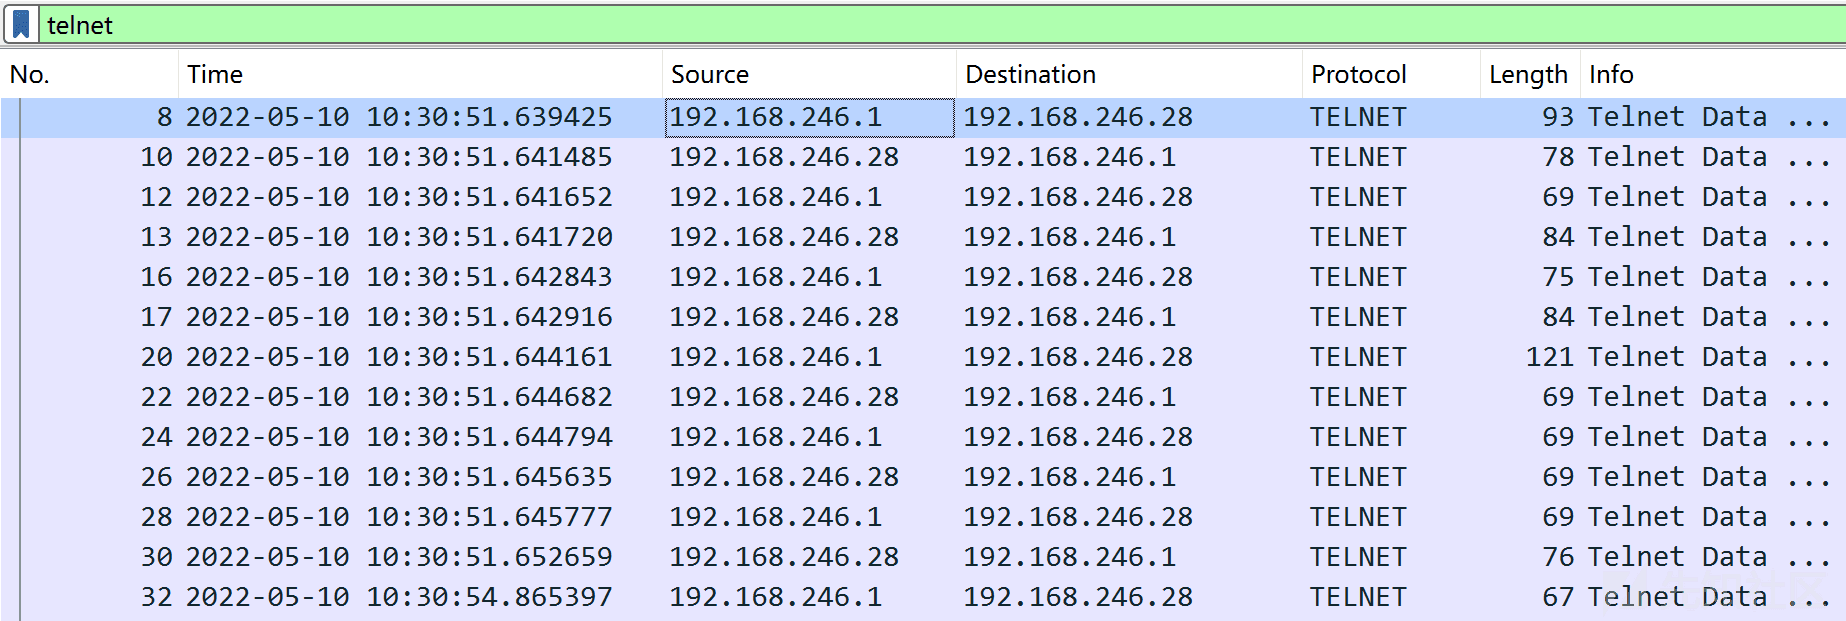 telnet
No. Time Source Destination Protocol Length Info
8 2022-05-10 10:30:51.639425 192.168.246.1 192.168.246.28 TELNET 93 Telnet Data ...
10 2022-05-10 10:30:51.641485 192.168.246.28 192.168.246.1 TELNET 78 Telnet Data ...
12 2022-05-10 10:30:51.641652 192.168.246.1 192.168.246.28 TELNET 69 Telnet Data ...
13 2022-05-10 10:30:51.641720 192.168.246.28 192.168.246.1 TELNET 84 Telnet Data ...
16 2022-05-10 10:30:51.642843 192.168.246.1 192.168.246.28 TELNET 75 Telnet Data ...
17 2022-05-10 10:30:51.642916 192.168.246.28 192.168.246.1 TELNET 84 Telnet Data ...
20 2022-05-10 10:30:51.644161 192.168.246.1 192.168.246.28 TELNET 121 Telnet Data ...
22 2022-05-10 10:30:51.644682 192.168.246.28 192.168.246.1 TELNET 69 Telnet Data ...
24 2022-05-10 10:30:51.644794 192.168.246.1 192.168.246.28 TELNET 69 Telnet Data ...
26 2022-05-10 10:30:51.645635 192.168.246.28 192.168.246.1 TELNET 69 Telnet Data ...
28 2022-05-10 10:30:51.645777 192.168.246.1 192.168.246.28 TELNET 69 Telnet Data ...
30 2022-05-10 10:30:51.652659 192.168.246.28 192.168.246.1 TELNET 76 Telnet Data ...
32 2022-05-10 10:30:54.865397 192.168.246.1 192.168.246.28 TELNET 67 Telnet Data ...